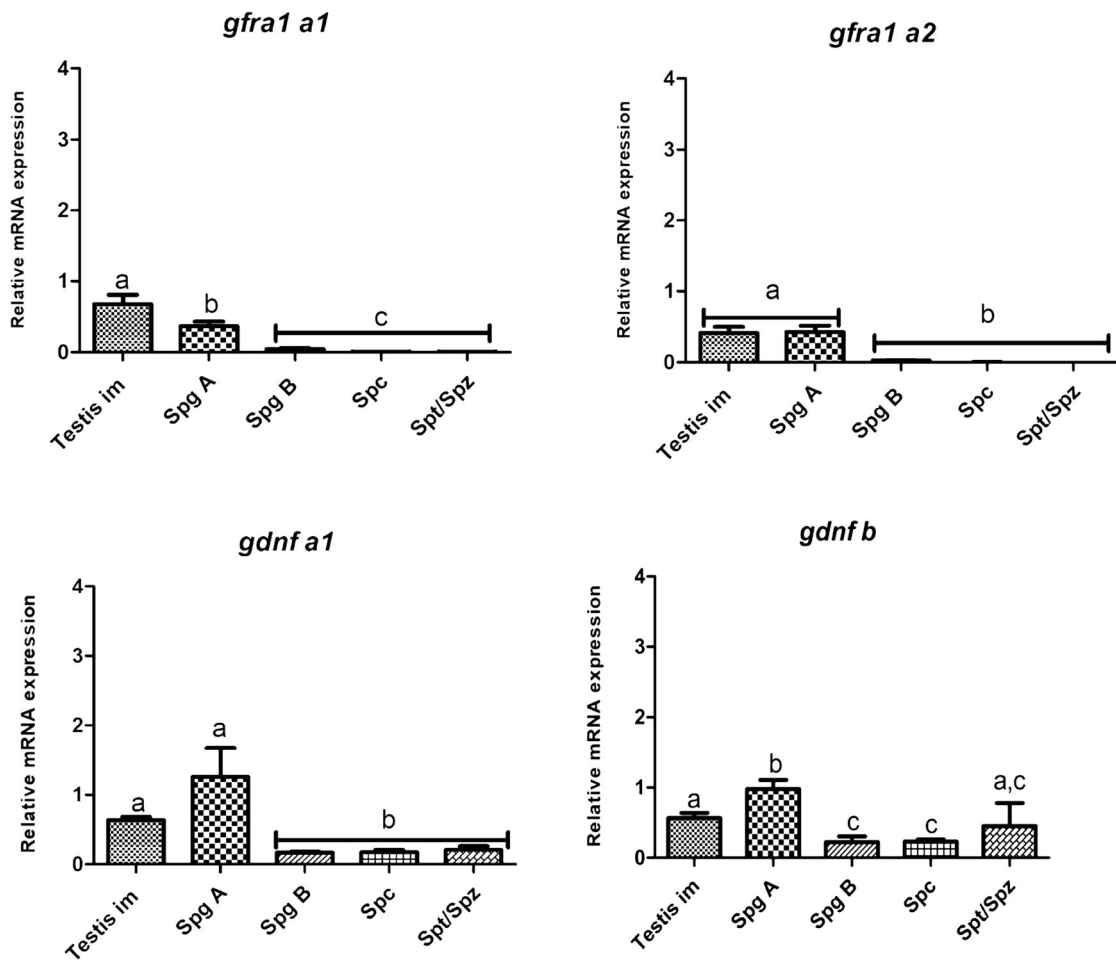 gfra1 a1
Relative mRNA expression
4
3
2
1
0
a
b
c
Testis im
Spg A
Spg B
Spc
Spt/Spz
gfra1 a2
Relative mRNA expression
4
3
2
1
0
a
b
Testis im
Spg A
Spg B
Spc
Spt/Spz
gdnf a1
Relative mRNA expression
4
3
2
1
0
a
a
b
Testis im
Spg A
Spg B
Spc
Spt/Spz
gdnf b
Relative mRNA expression
4
3
2
1
0
a
b
c
c
a,c
Testis im
Spg A
Spg B
Spc
Spt/Spz